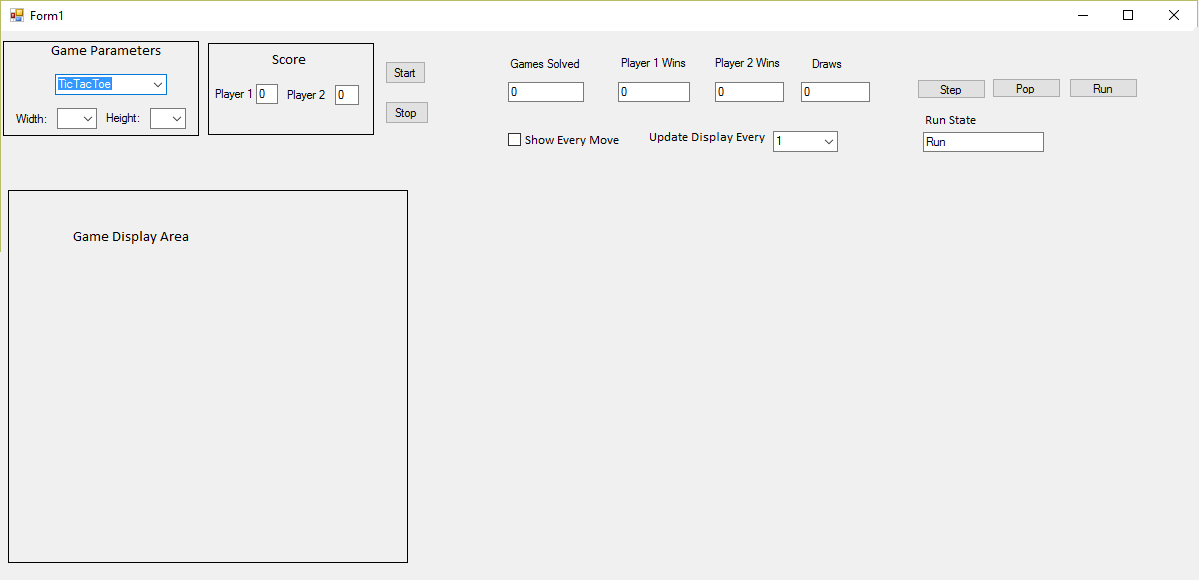 Form1
Game Parameters
TicTacToe
Width:
Height:
Score
Player 1 0
Player 2 0
Start
Stop
Games Solved
0
Player 1 Wins
0
Player 2 Wins
0
Draws
0
Show Every Move
Update Display Every 1
Step
Pop
Run
Run State
Run
Game Display Area